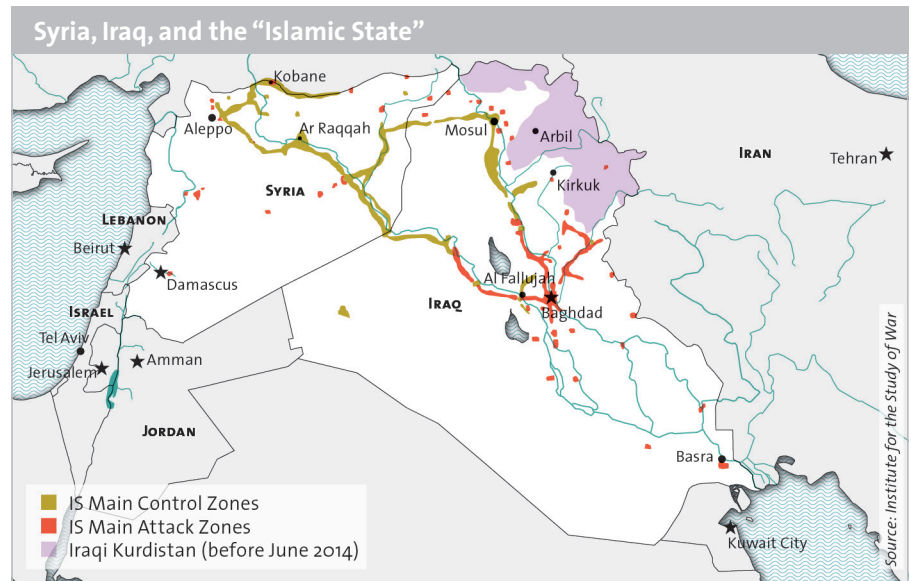 Syria, Iraq, and the “Islamic State”
Kobane
Aleppo
Ar Raqqah
Mosul
Arbil
Iran
Tehran
Kirkuk
Syria
Lebanon
Beirut
Damascus
Al Fallujah
Iraq
Baghdad
Israel
Tel Aviv
Jerusalem
Amman
Jordan
Basra
Kuwait City
IS Main Control Zones
IS Main Attack Zones
Iraqi Kurdistan (before June 2014)
Source: Institute for the Study of War